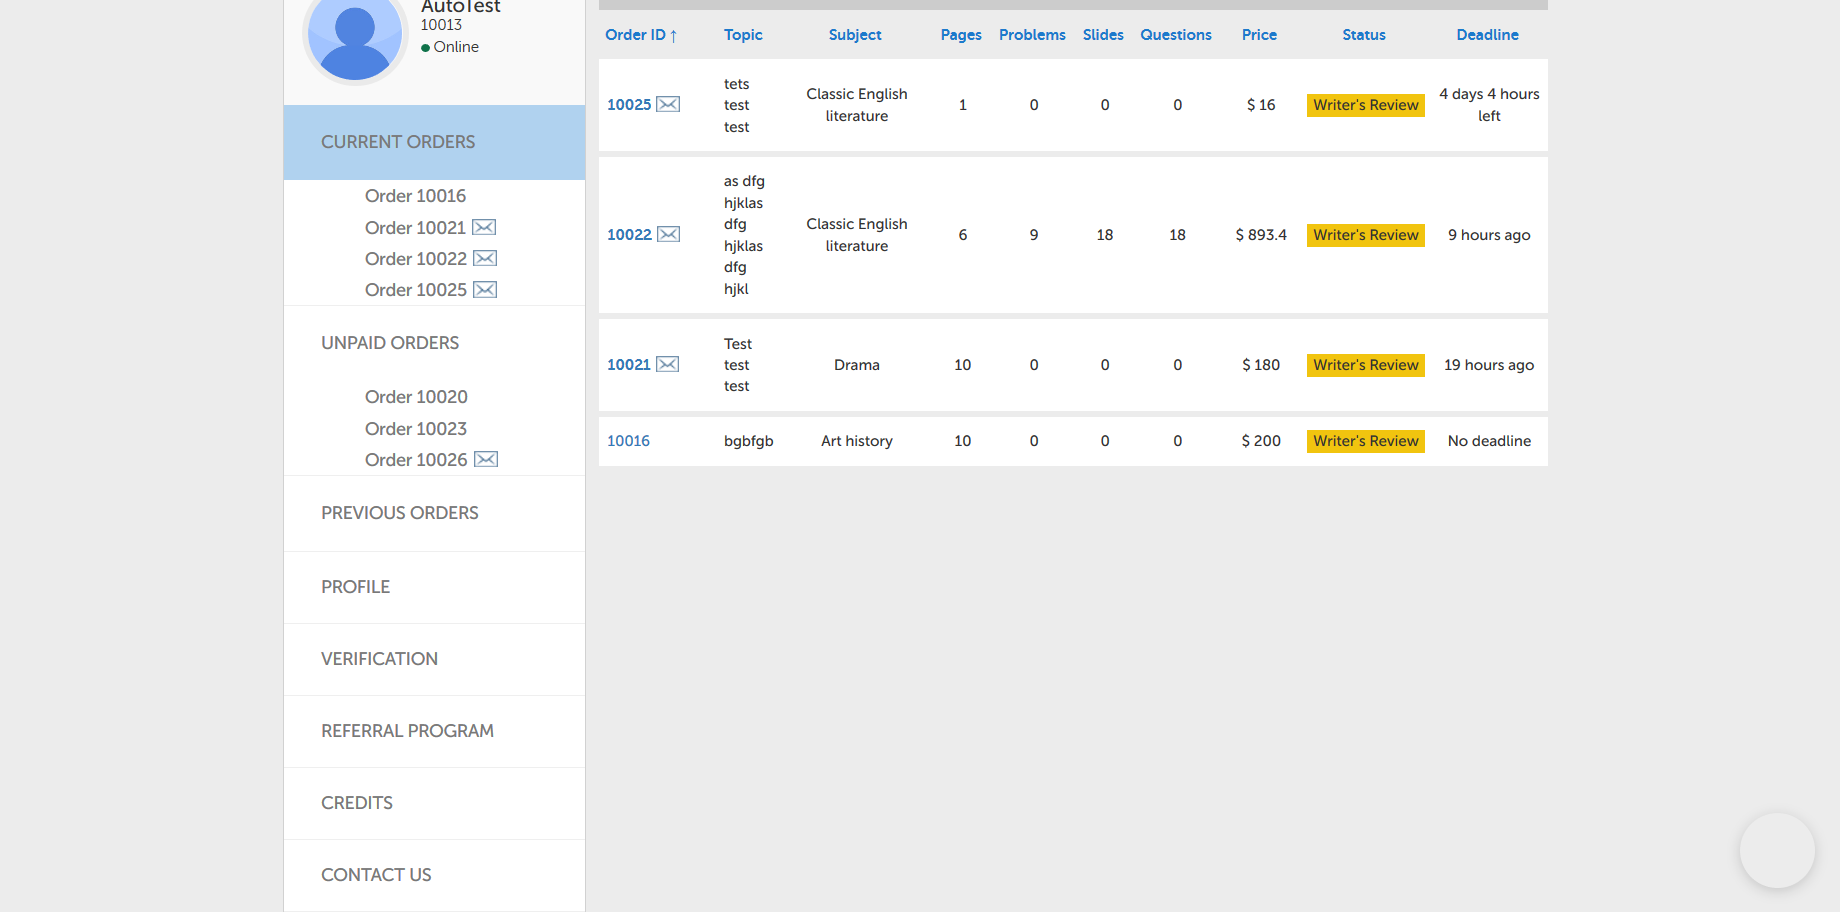 AutoTest
10013
Online
CURRENT ORDERS
Order 10016
Order 10021
Order 10022
Order 10025
UNPAID ORDERS
Order 10020
Order 10023
Order 10026
PREVIOUS ORDERS
PROFILE
VERIFICATION
REFERRAL PROGRAM
CREDITS
CONTACT US
Order ID ↑ Topic Subject Pages Problems Slides Questions Price Status Deadline
10025 tets test test Classic English literature 1 0 0 0 $ 16 Writer's Review 4 days 4 hours left
10022 as dfg hjklas dfg hjklas dfg hjkl Classic English literature 6 9 18 18 $ 893.4 Writer's Review 9 hours ago
10021 Test test test Drama 10 0 0 0 $ 180 Writer's Review 19 hours ago
10016 bgbfgb Art history 10 0 0 0 $ 200 Writer's Review No deadline